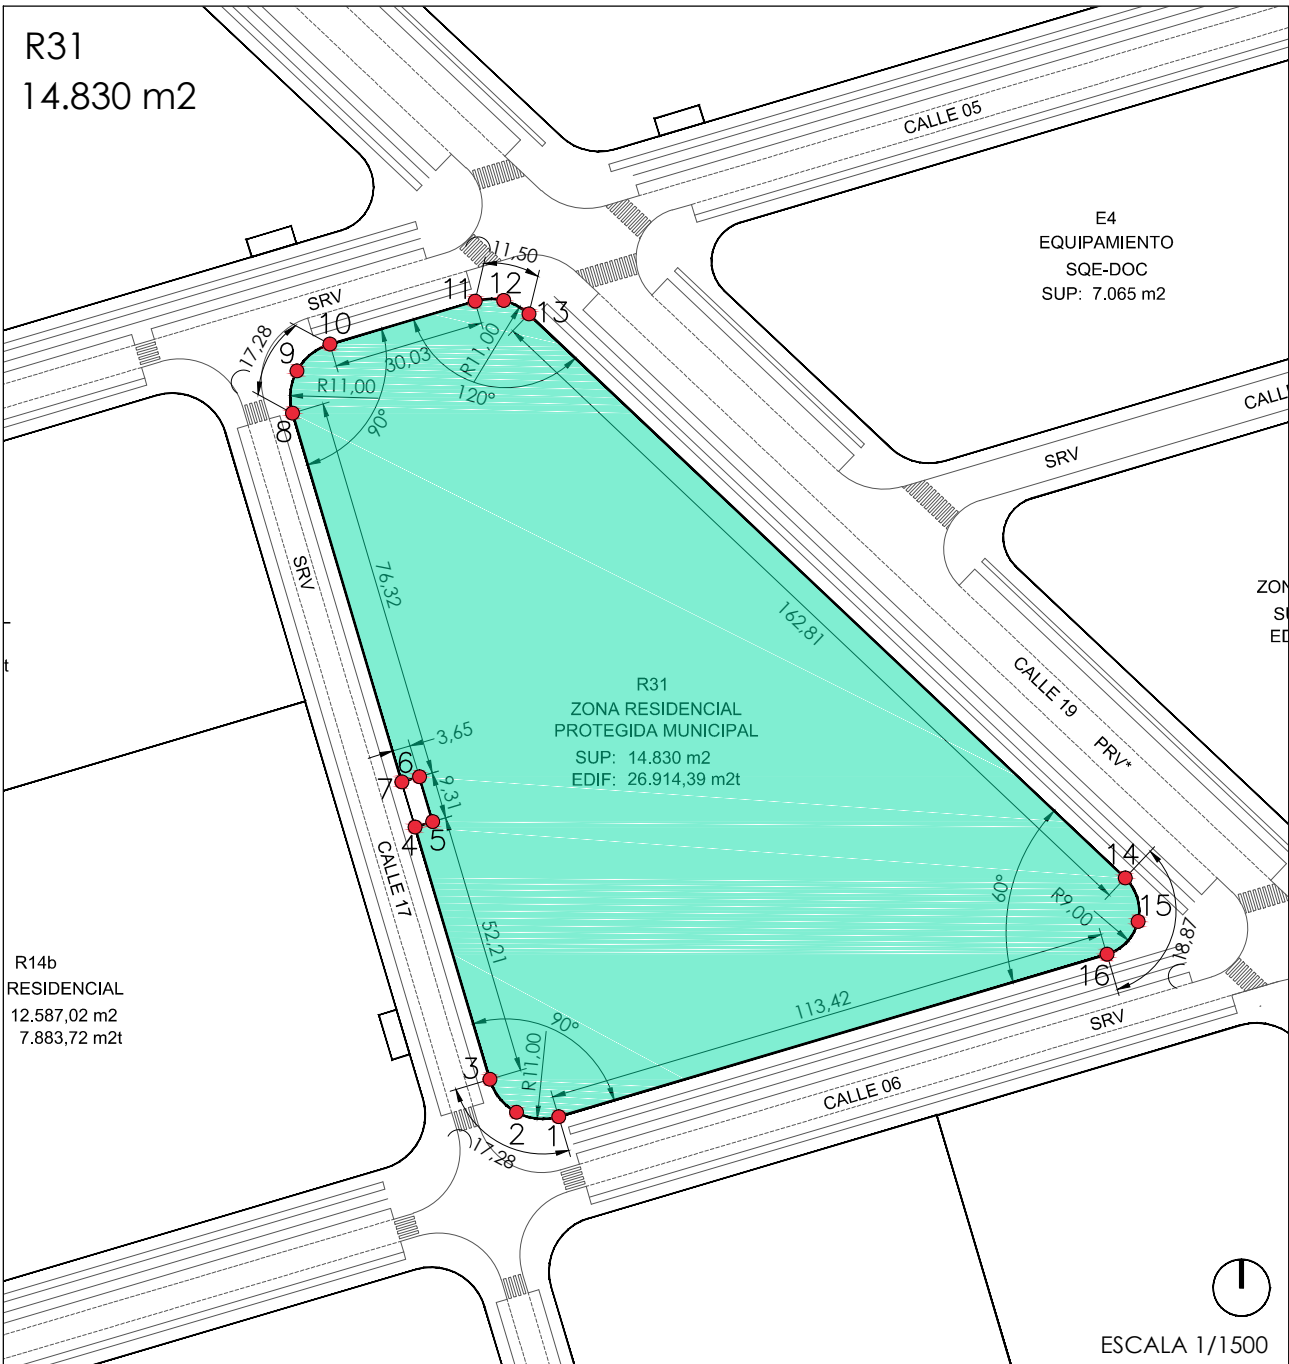 R31
14.830 m2
CALLE 05
E4
EQUIPAMIENTO
SQE-DOC
SUP: 7.065 m2
11,50
11
12
13
SRV
10
17,28
9
30,03
R11,00
R11,00
120°
8
90°
CALL
SRV
SRV
76,32
162,81
ZON
SU
ED
t
CALLE 19
PRV*
R31
ZONA RESIDENCIAL
PROTEGIDA MUNICIPAL
SUP: 14.830 m2
EDIF: 26.914,39 m2t
3,65
6
7
9,31
4
5
CALLE 17
14
60°
R9,00
15
18,87
16
52,21
R14b
RESIDENCIAL
12.587,02 m2
7.883,72 m2t
113,42
SRV
90°
R11,00
3
2
1
17,28
CALLE 06
ESCALA 1/1500